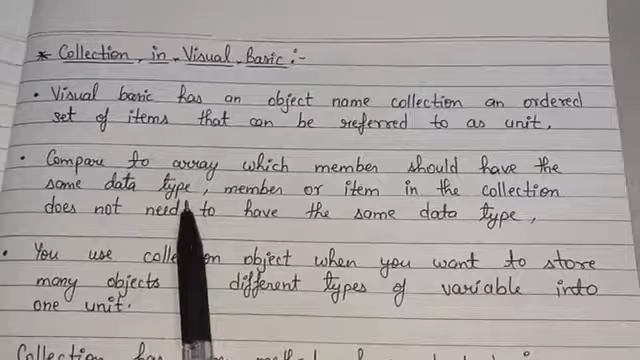 * Collection in Visual Basic :-
• Visual basic has an object name collection an ordered
set of items that can be referred to as unit.
• Compare to array which member should have the
same data type, member or item in the collection
does not need to have the same data type,
• You use colle on object when you want to store
many objects different types of variable into
one unit.
Collection has